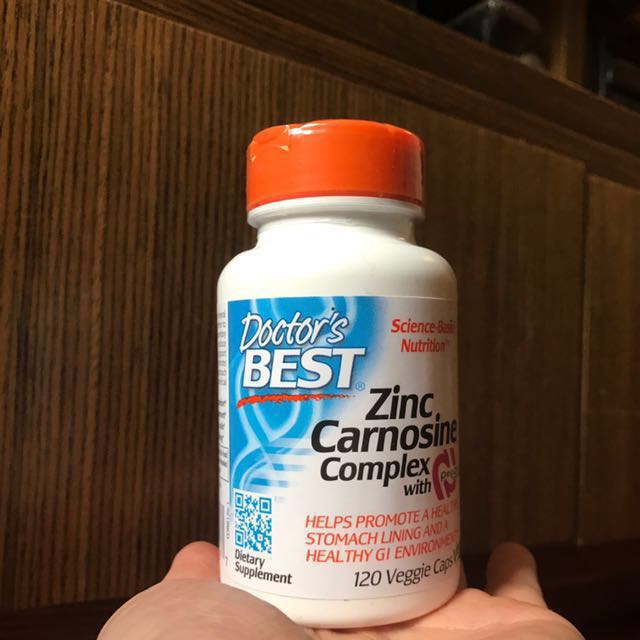 Doctor's
BEST®
Science-Based
Nutrition™
Zinc
Carnosine
Complex
with
HELPS PROMOTE A HEALTHY
STOMACH LINING AND A
HEALTHY GI ENVIRONMENT
Dietary
Supplement
120 Veggie Caps